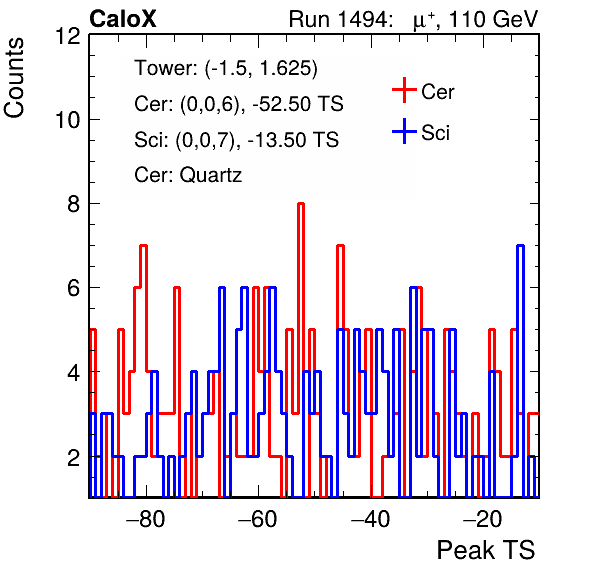 CaloX Run 1494: μ⁺, 110 GeV
Counts
12
10
8
6
4
2
Tower: (-1.5, 1.625)
Cer: (0,0,6), -52.50 TS
Sci: (0,0,7), -13.50 TS
Cer: Quartz
Cer
Sci
−80 −60 −40 −20
Peak TS